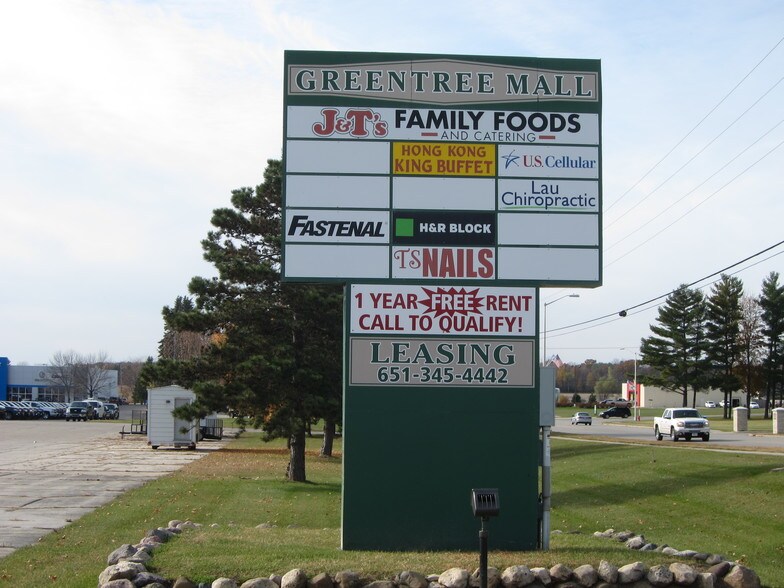 GREENTREE MALL
J&T's FAMILY FOODS
AND CATERING
HONG KONG
KING BUFFET
U.S. Cellular
Lau
Chiropractic
FASTENAL
H&R BLOCK
TS NAILS
1 YEAR FREE RENT
CALL TO QUALIFY!
LEASING
651-345-4442